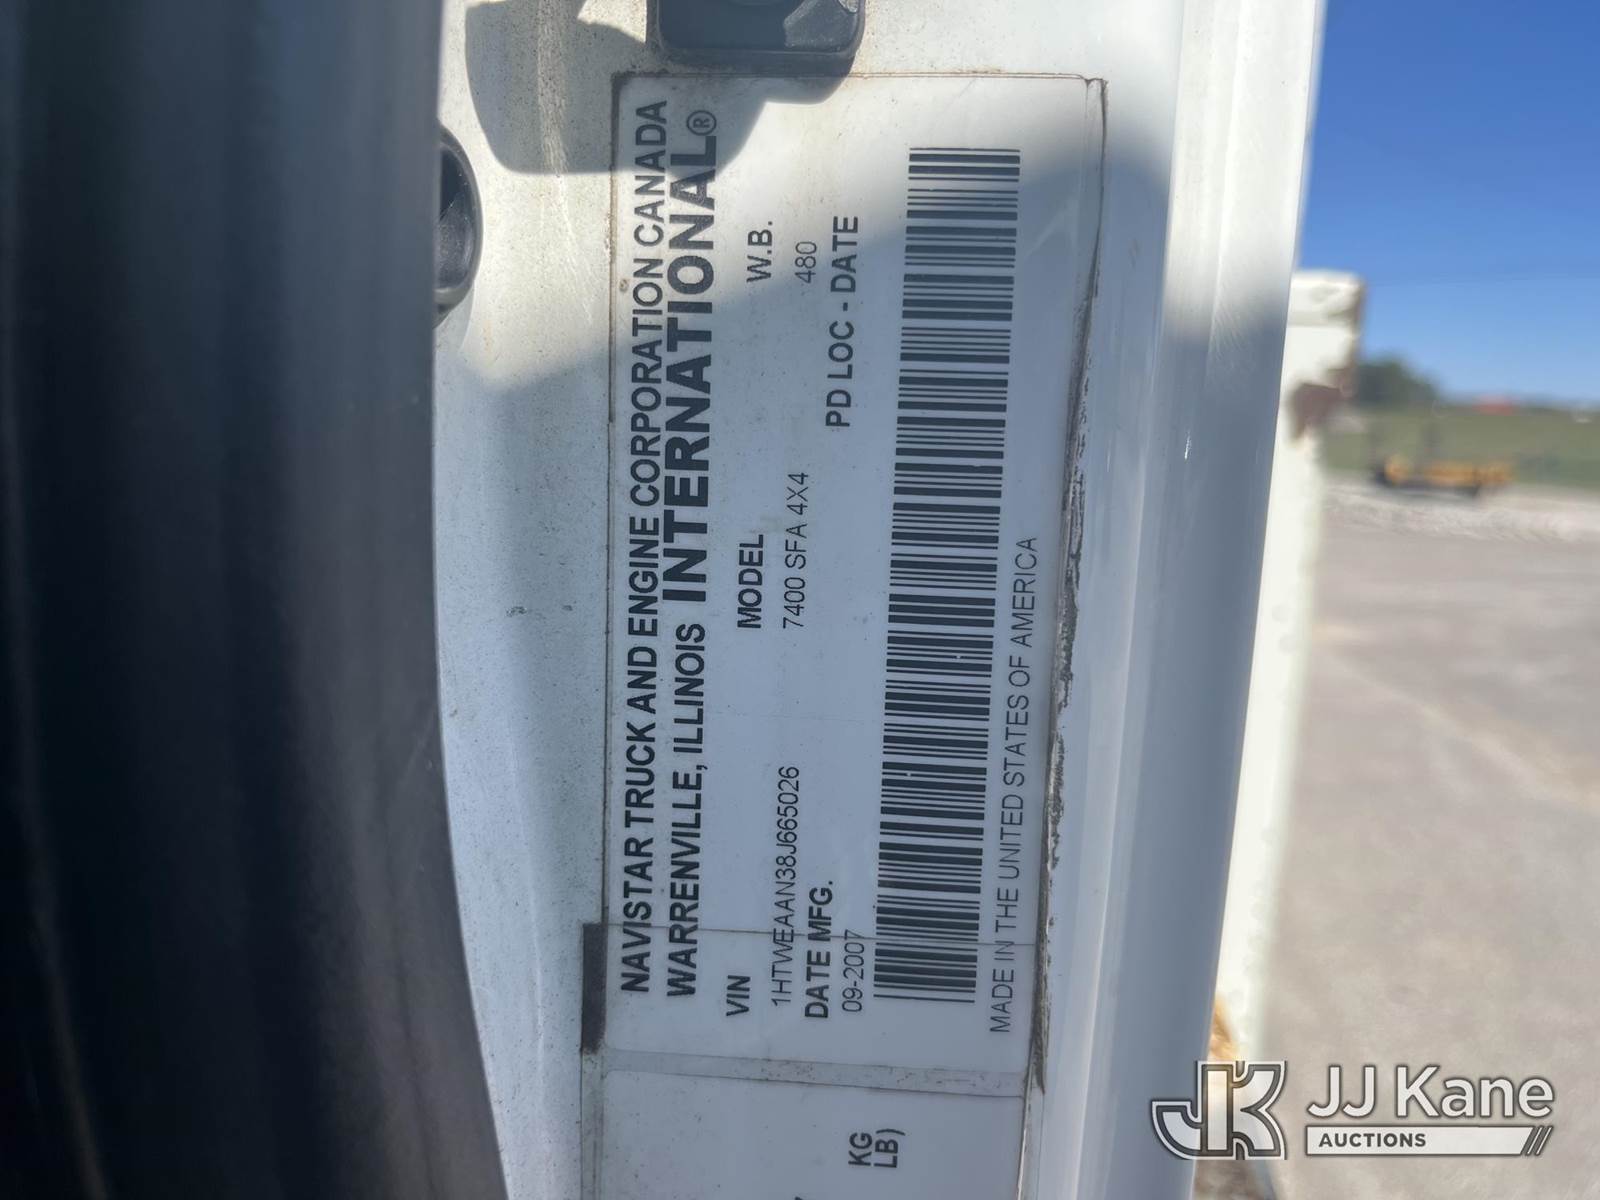 NAVISTAR TRUCK AND ENGINE CORPORATION CANADA
WARRENVILLE, ILLINOIS INTERNATIONAL®
VIN MODEL W.B.
1HTWEAAN38J665026 7400 SFA 4X4 480
DATE MFG. PD LOC - DATE
09-2007
MADE IN THE UNITED STATES OF AMERICA
KG
LB)
JK JJ Kane
AUCTIONS